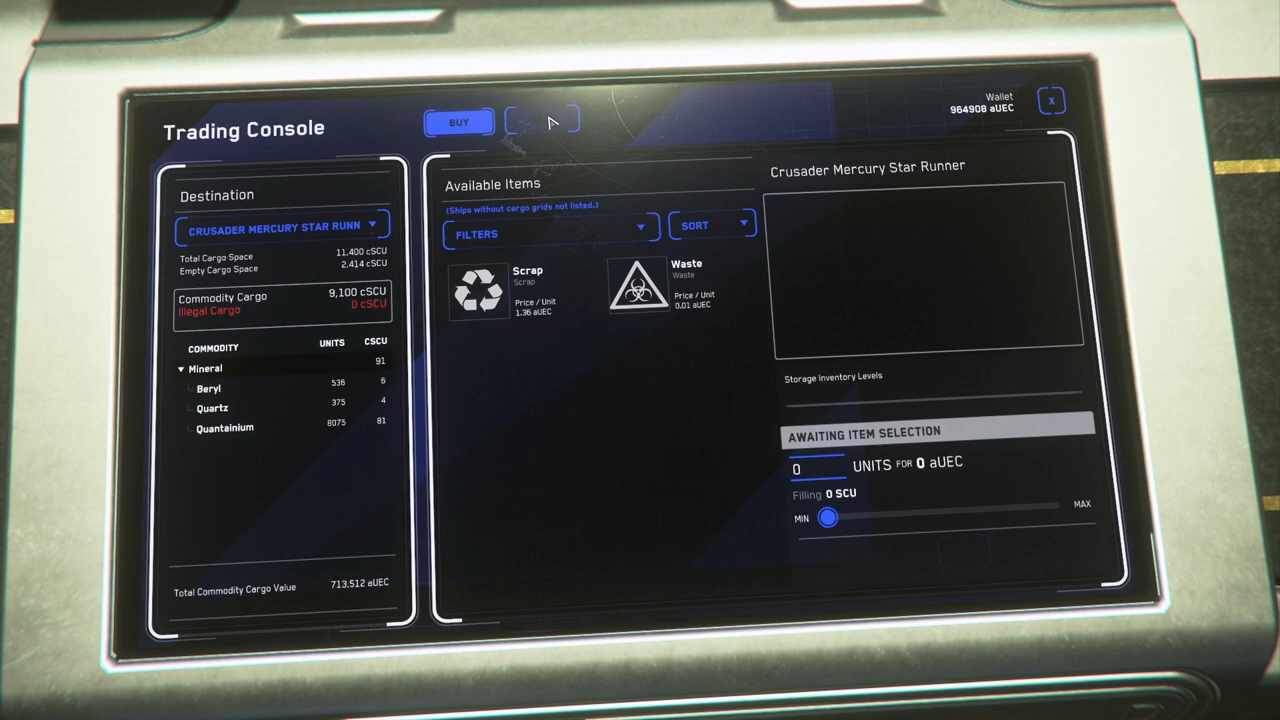 Trading Console
BUY
Wallet
964908 aUEC
X
Destination
CRUSADER MERCURY STAR RUNN
Total Cargo Space 11,400 cSCU
Empty Cargo Space 2,414 cSCU
Commodity Cargo 9,100 cSCU
Illegal Cargo 0 cSCU
COMMODITY UNITS CSCU
Mineral 91
Beryl 536 6
Quartz 375 4
Quantainium 8075 81
Total Commodity Cargo Value 713,512 aUEC
Available Items
(Ships without cargo grids not listed.)
FILTERS
SORT
Scrap
Scrap
Price / Unit
1.36 aUEC
Waste
Waste
Price / Unit
0.01 aUEC
Crusader Mercury Star Runner
Storage Inventory Levels
AWAITING ITEM SELECTION
0 UNITS FOR 0 aUEC
Filling 0 SCU
MIN MAX